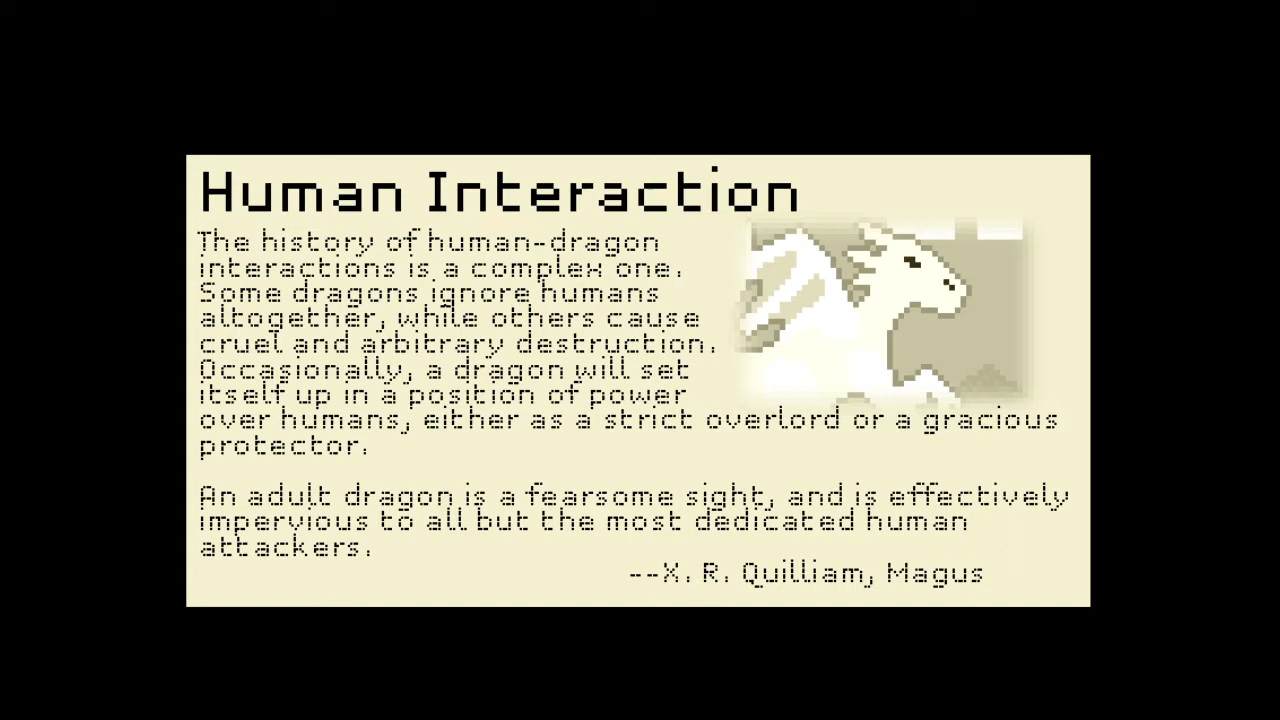 Human Interaction
The history of human-dragon
interactions is a complex one.
Some dragons ignore humans
altogether, while others cause
cruel and arbitrary destruction.
Occasionally, a dragon will set
itself up in a position of power
over humans, either as a strict overlord or a gracious
protector.
An adult dragon is a fearsome sight, and is effectively
impervious to all but the most dedicated human
attackers.
--X. R. Quilliam, Magus